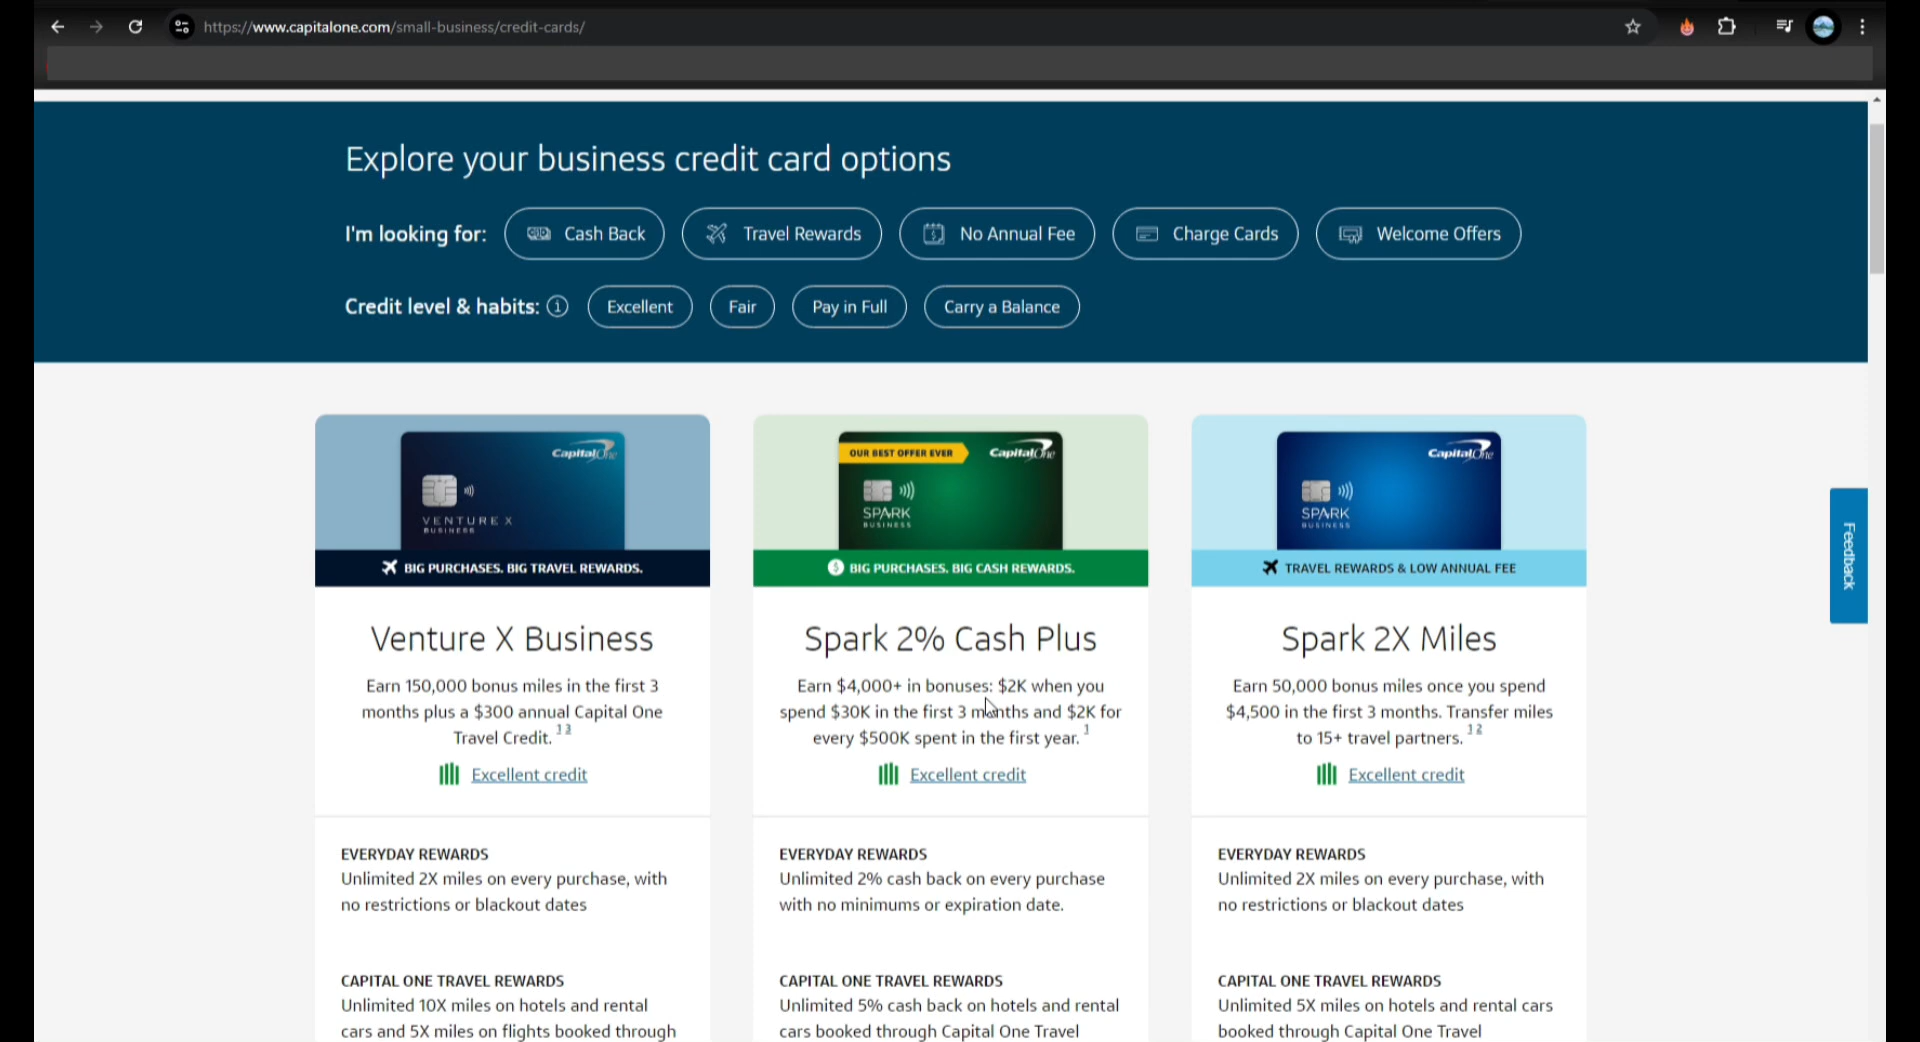 https://www.capitalone.com/small-business/credit-cards/
Explore your business credit card options
I'm looking for: Cash Back Travel Rewards No Annual Fee Charge Cards Welcome Offers
Credit level & habits: Excellent Fair Pay in Full Carry a Balance
CapitalOne
VENTURE X
BUSINESS
BIG PURCHASES. BIG TRAVEL REWARDS.
Venture X Business
Earn 150,000 bonus miles in the first 3
months plus a $300 annual Capital One
Travel Credit. 1 3
Excellent credit
EVERYDAY REWARDS
Unlimited 2X miles on every purchase, with
no restrictions or blackout dates
CAPITAL ONE TRAVEL REWARDS
Unlimited 10X miles on hotels and rental
cars and 5X miles on flights booked through
OUR BEST OFFER EVER
CapitalOne
SPARK
BUSINESS
BIG PURCHASES. BIG CASH REWARDS.
Spark 2% Cash Plus
Earn $4,000+ in bonuses: $2K when you
spend $30K in the first 3 months and $2K for
every $500K spent in the first year. 1
Excellent credit
EVERYDAY REWARDS
Unlimited 2% cash back on every purchase
with no minimums or expiration date.
CAPITAL ONE TRAVEL REWARDS
Unlimited 5% cash back on hotels and rental
cars booked through Capital One Travel
CapitalOne
SPARK
BUSINESS
TRAVEL REWARDS & LOW ANNUAL FEE
Spark 2X Miles
Earn 50,000 bonus miles once you spend
$4,500 in the first 3 months. Transfer miles
to 15+ travel partners. 1 2
Excellent credit
EVERYDAY REWARDS
Unlimited 2X miles on every purchase, with
no restrictions or blackout dates
CAPITAL ONE TRAVEL REWARDS
Unlimited 5X miles on hotels and rental cars
booked through Capital One Travel
Feedback